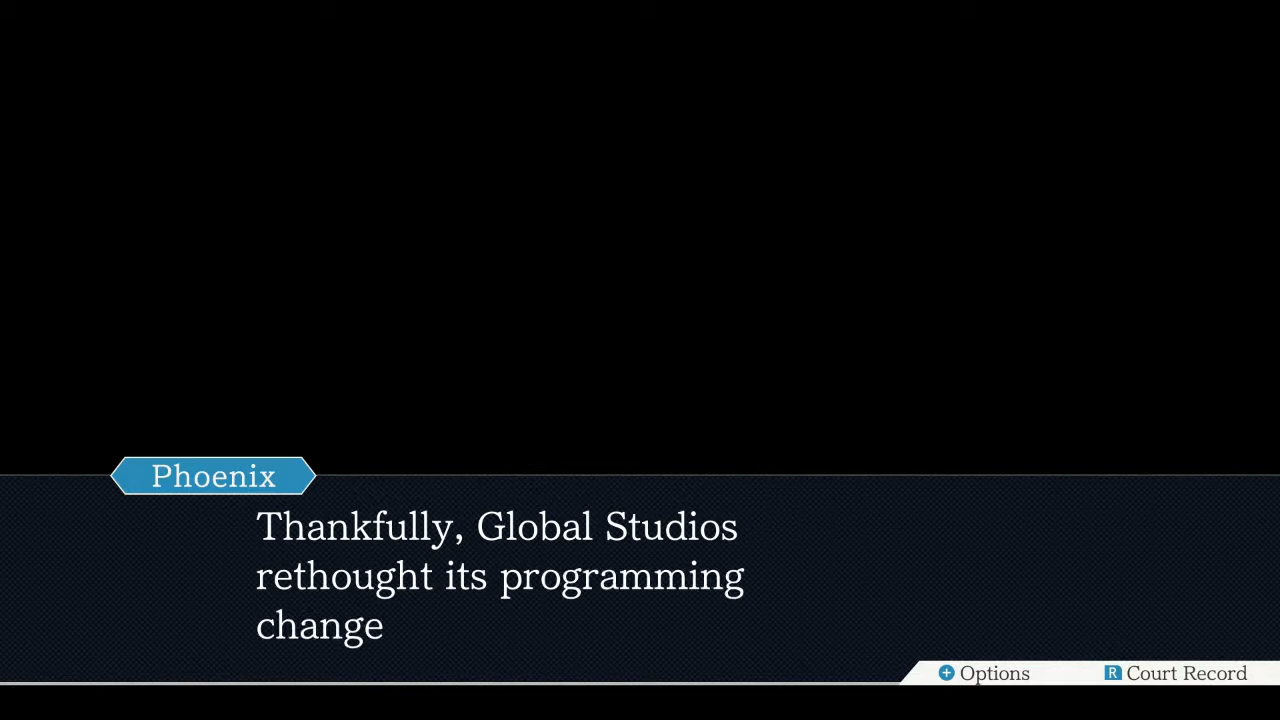 Phoenix
Thankfully, Global Studios
rethought its programming
change
+ Options
R Court Record